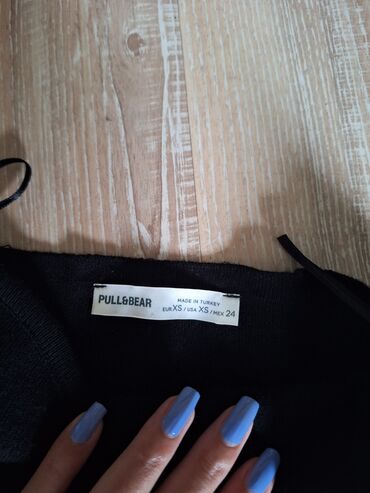 PULL&BEAR
MADE IN TURKEY
EUR XS / USA XS / MEX 24